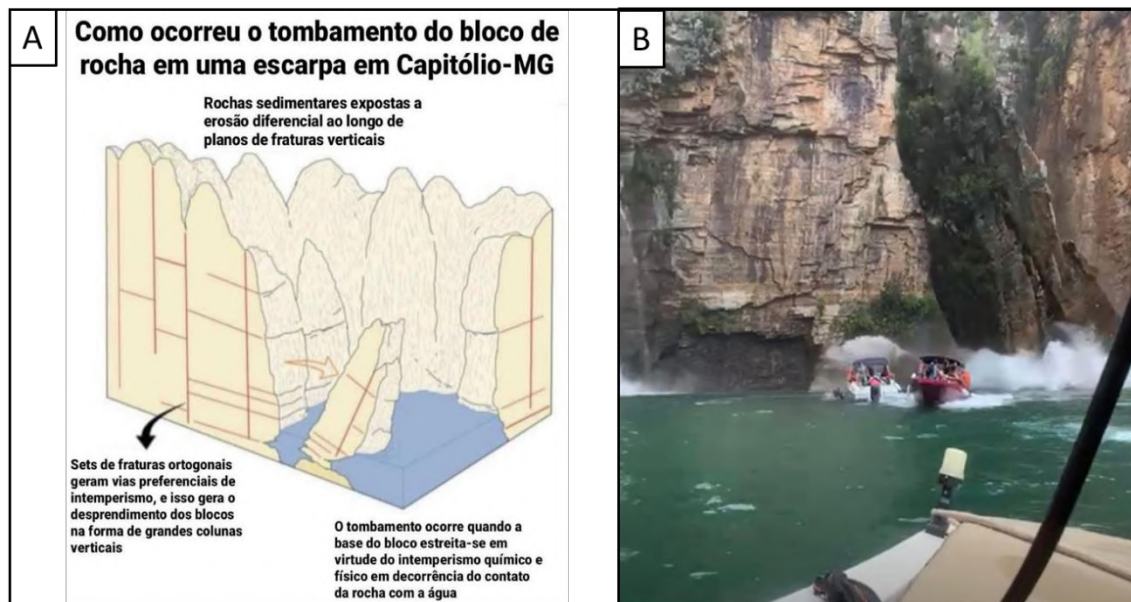 A
Como ocorreu o tombamento do bloco de
rocha em uma escarpa em Capitólio-MG
Rochas sedimentares expostas a
erosão diferencial ao longo de
planos de fraturas verticais
Sets de fraturas ortogonais
geram vias preferenciais de
intemperismo, e isso gera o
desprendimento dos blocos
na forma de grandes colunas
verticais
O tombamento ocorre quando a
base do bloco estreita-se em
virtude do intemperismo químico e
físico em decorrência do contato
da rocha com a água
B